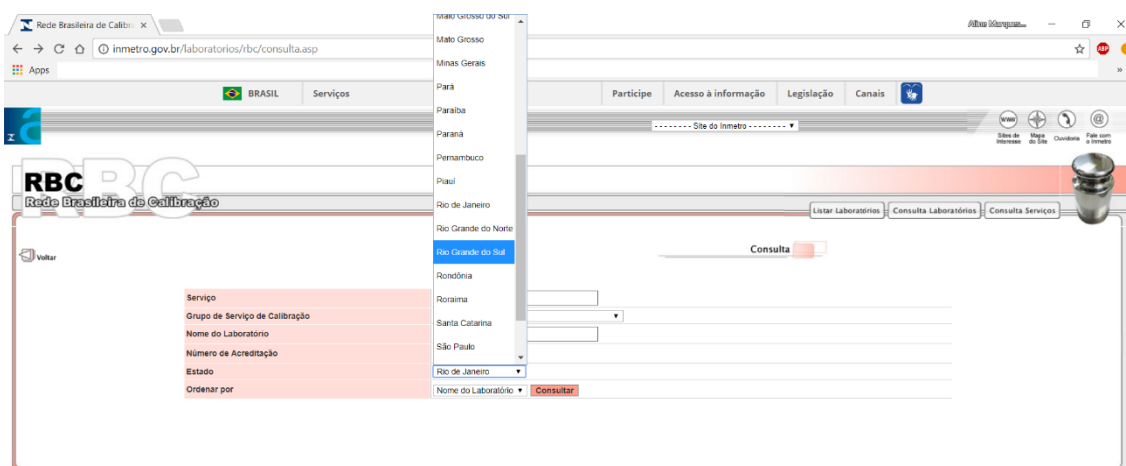 Rede Brasileira de Calibr
Allan Marques...
inmetro.gov.br/laboratorios/rbc/consulta.asp
ABP
Apps
BRASIL
Serviços
Participe
Acesso à informação
Legislação
Canais
- - - - - - - - Site do Inmetro - - - - - - - -
www
Sites de Interesse
Mapa do Site
Ouvidoria
Fale com o Inmetro
RBC
Rede Brasileira de Calibração
Listar Laboratórios
Consulta Laboratórios
Consulta Serviços
Voltar
Consulta
Mato Grosso do Sul
Mato Grosso
Minas Gerais
Pará
Paraíba
Paraná
Pernambuco
Piauí
Rio de Janeiro
Rio Grande do Norte
Rio Grande do Sul
Rondônia
Roraima
Santa Catarina
São Paulo
Serviço
Grupo de Serviço de Calibração
Nome do Laboratório
Número de Acreditação
Estado
Rio de Janeiro
Ordenar por
Nome do Laboratório
Consultar